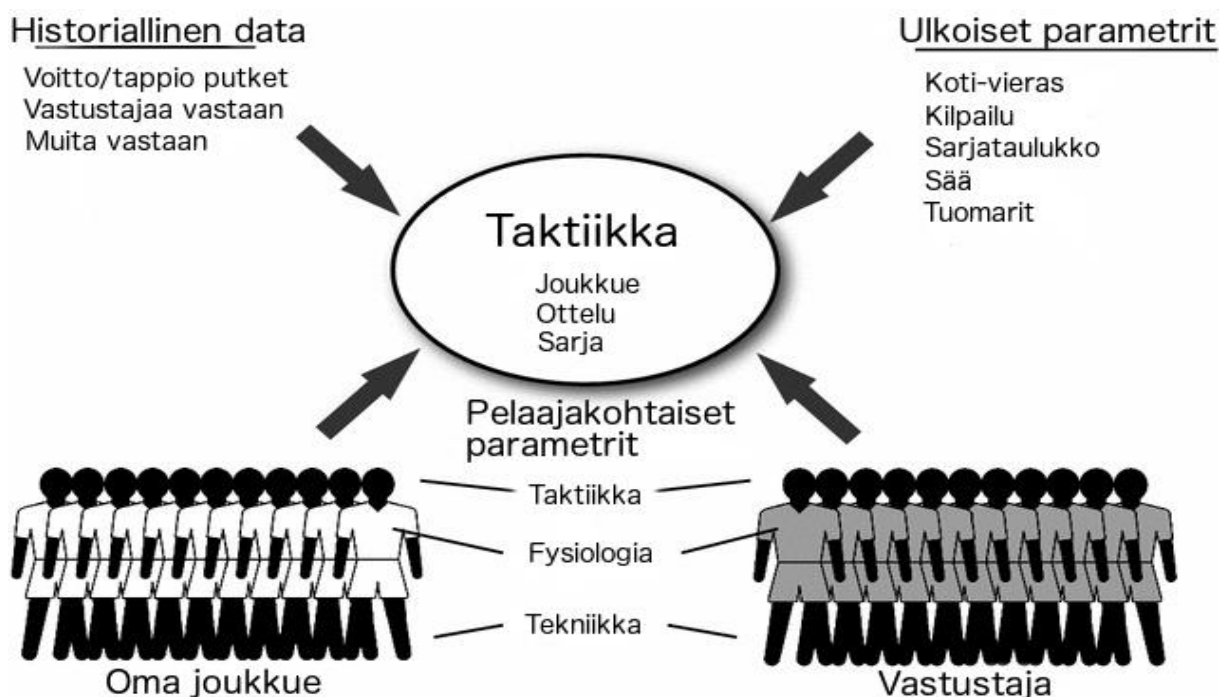 Historiallinen data
Voitto/tappio putket
Vastustajaa vastaan
Muita vastaan
Ulkoiset parametrit
Koti-vieras
Kilpailu
Sarjataulukko
Sää
Tuomarit
Taktiikka
Joukkue
Ottelu
Sarja
Pelaajakohtaiset
parametrit
Taktiikka
Fysiologia
Tekniikka
Oma joukkue
Vastustaja